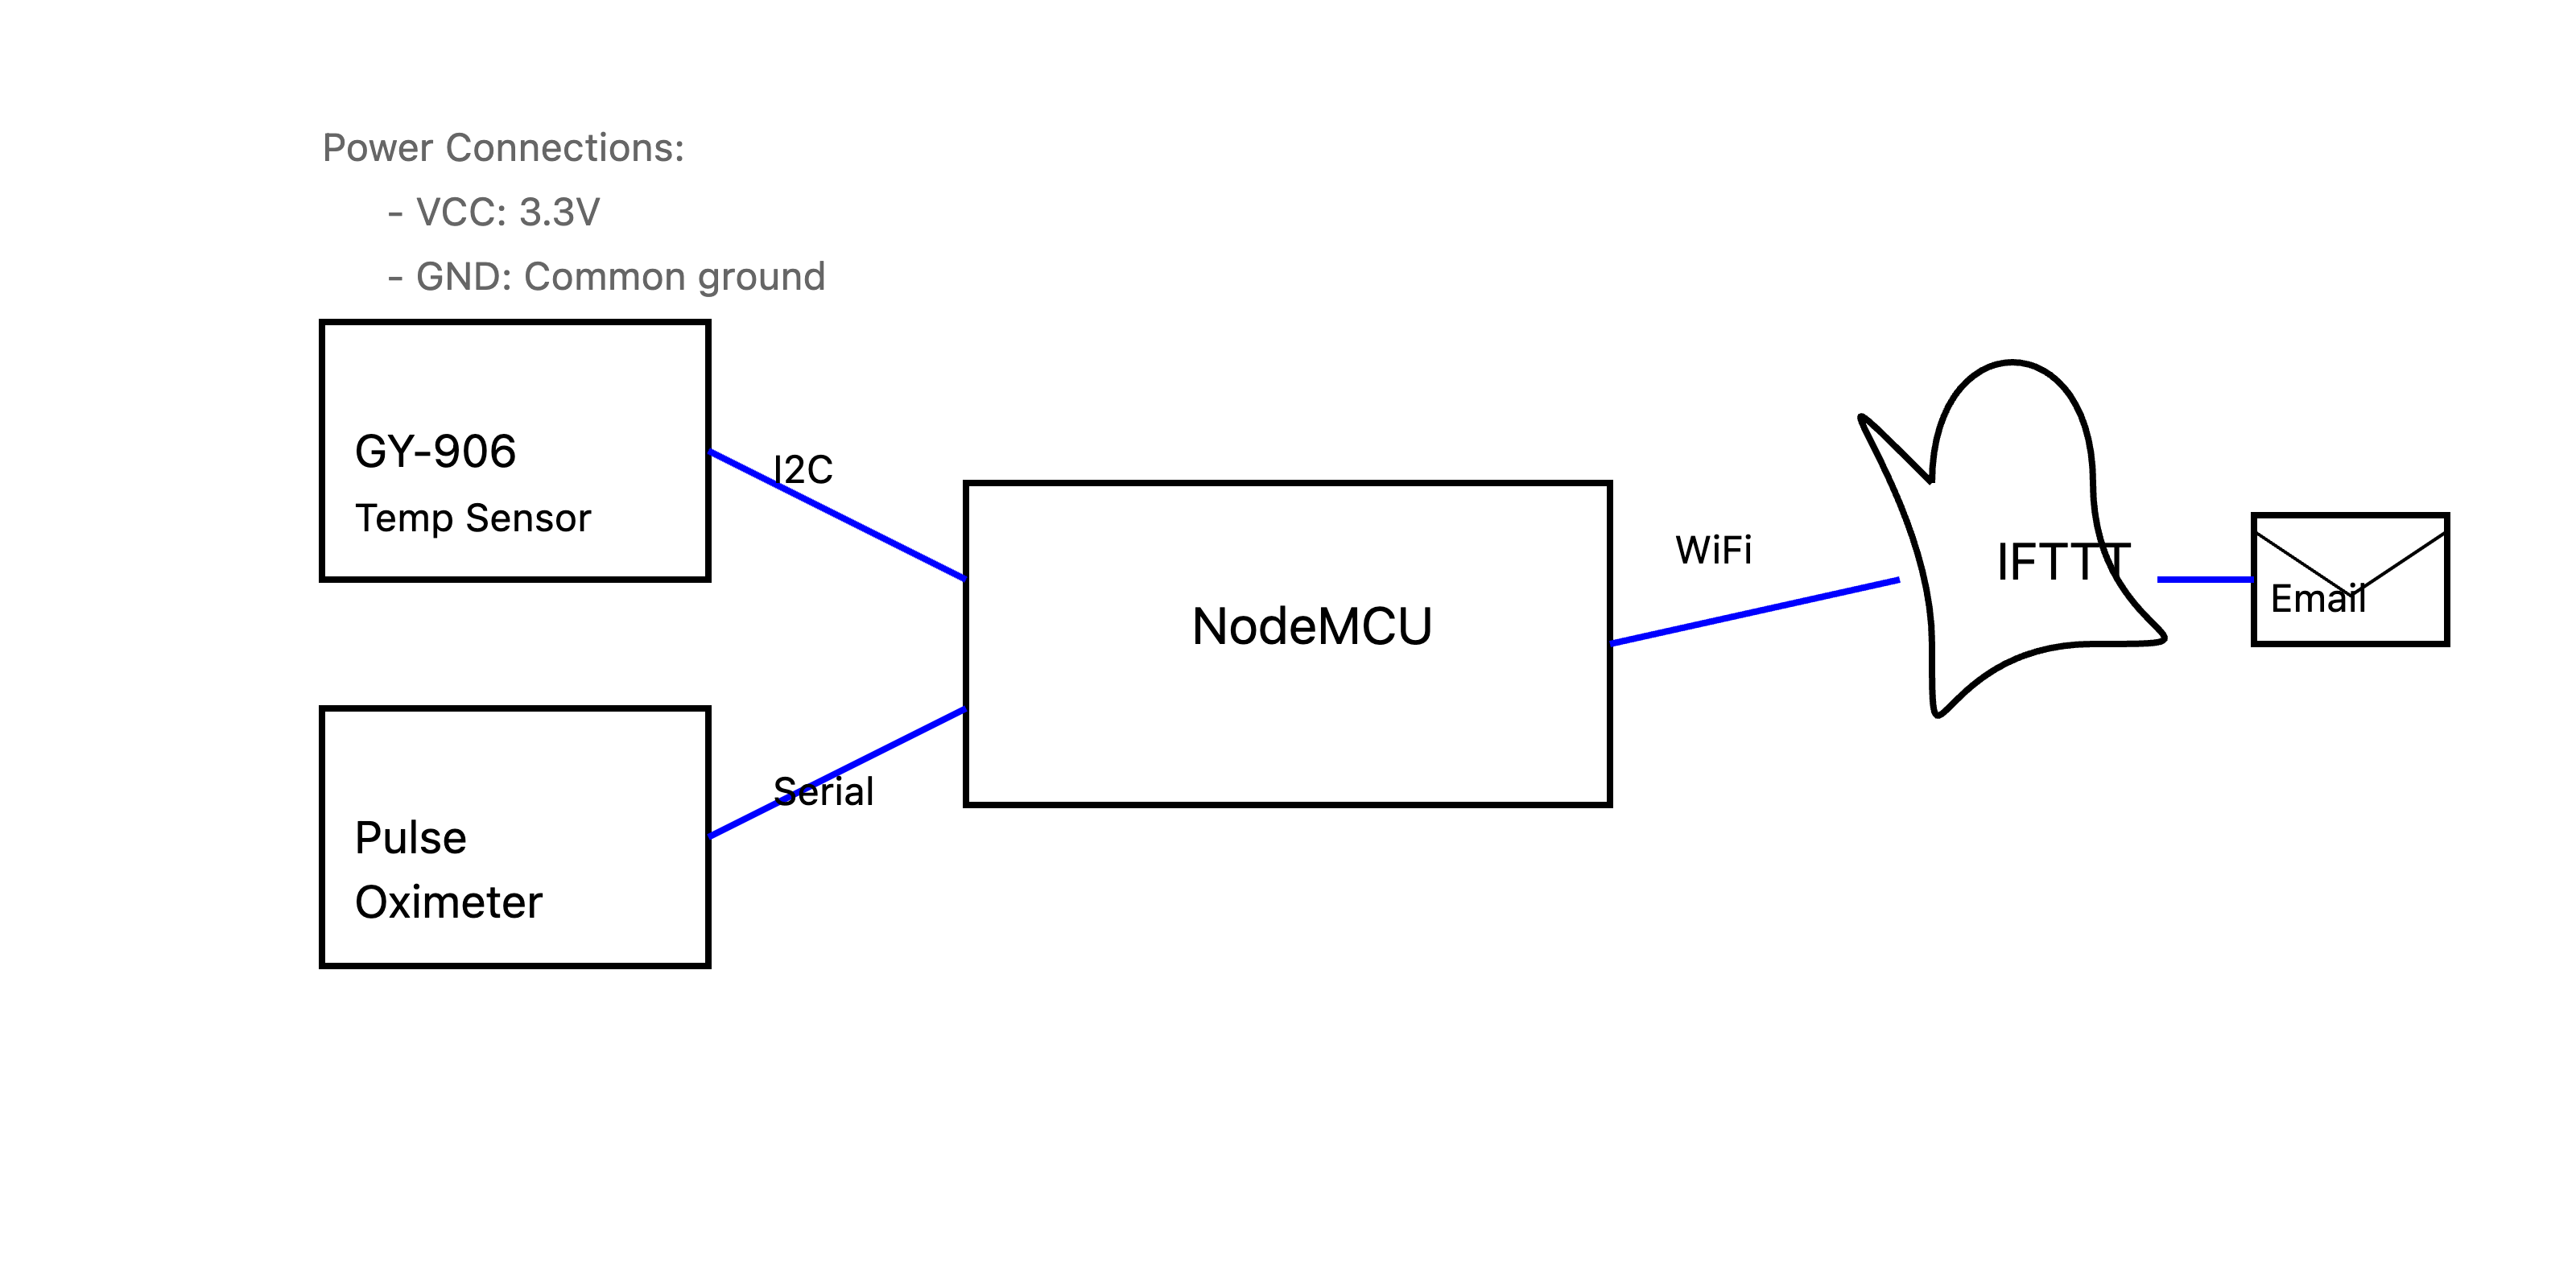 Power Connections:
- VCC: 3.3V
- GND: Common ground
GY-906
Temp Sensor
I2C
Pulse
Oximeter
Serial
NodeMCU
WiFi
IFTTT
Email